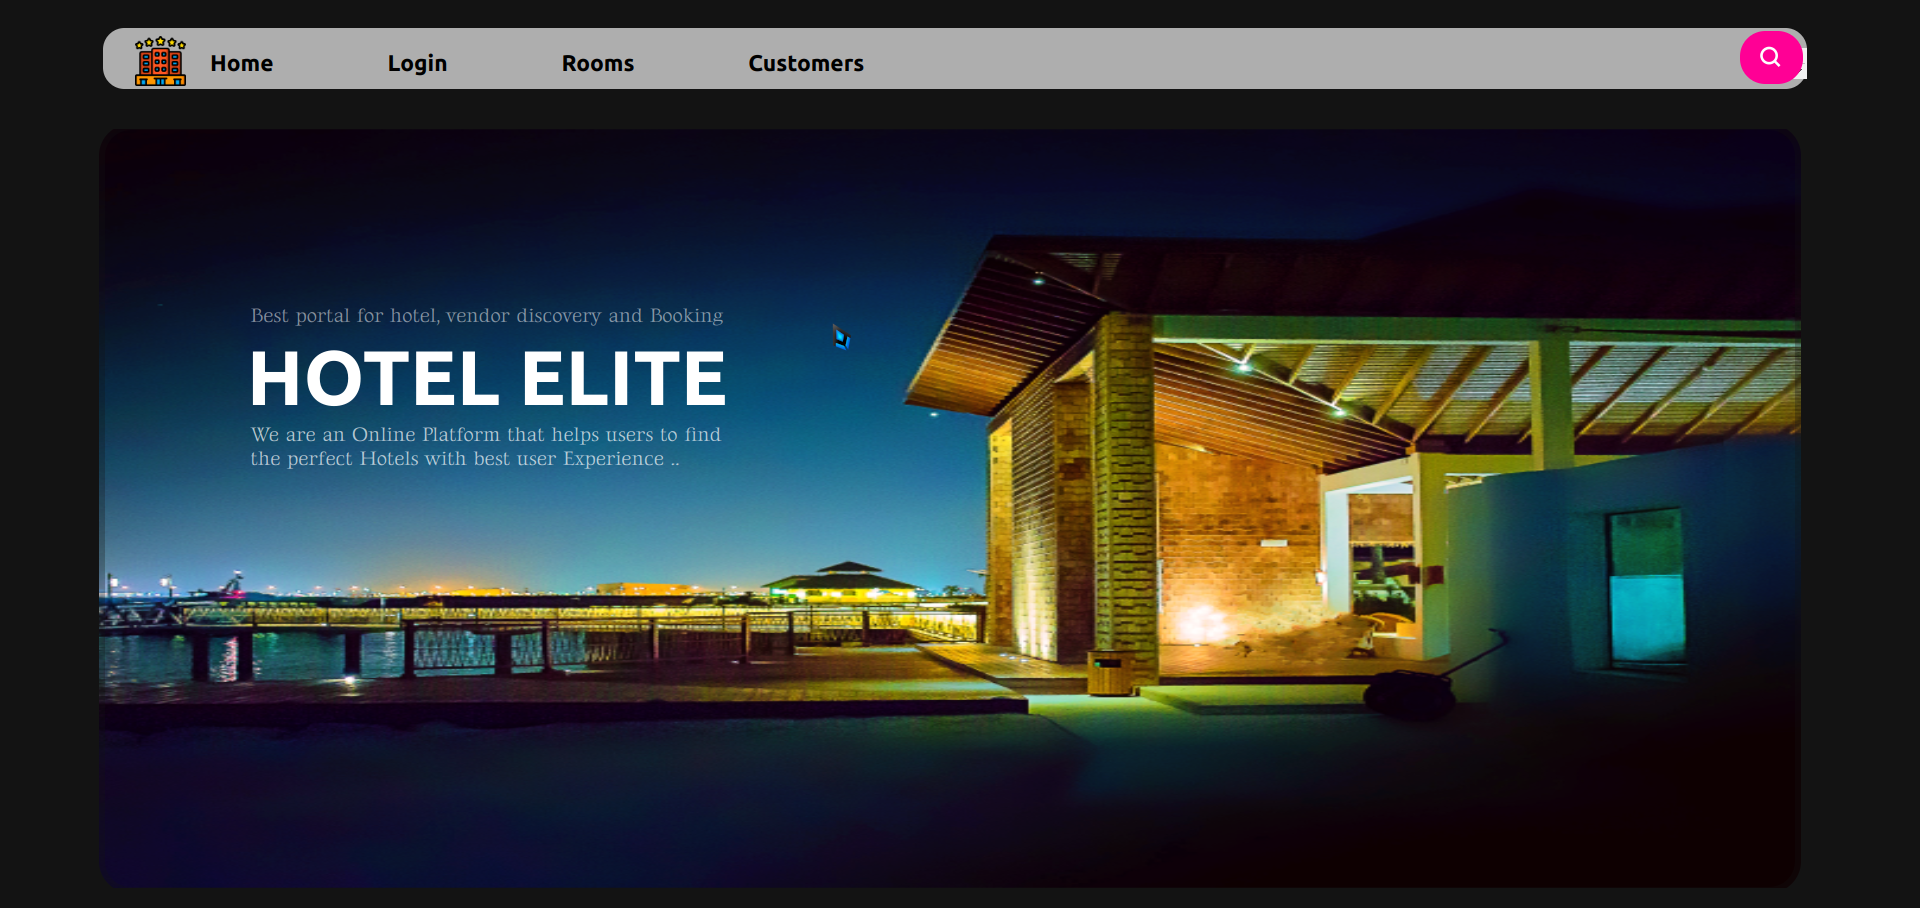 Home
Login
Rooms
Customers
Best portal for hotel, vendor discovery and Booking
HOTEL ELITE
We are an Online Platform that helps users to find
the perfect Hotels with best user Experience ..